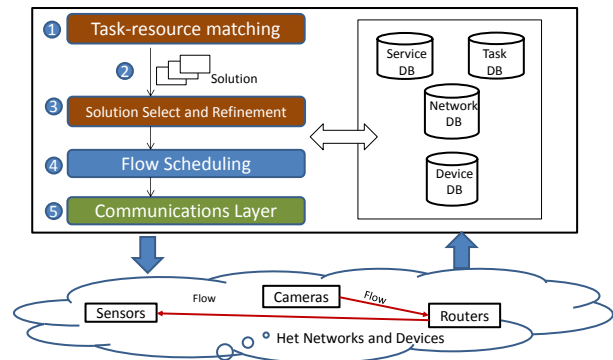 1 Task-resource matching
2 Solution
3 Solution Select and Refinement
4 Flow Scheduling
5 Communications Layer
Service
DB
Task
DB
Network
DB
Device
DB
Flow
Cameras
Flow
Sensors
Routers
Het Networks and Devices